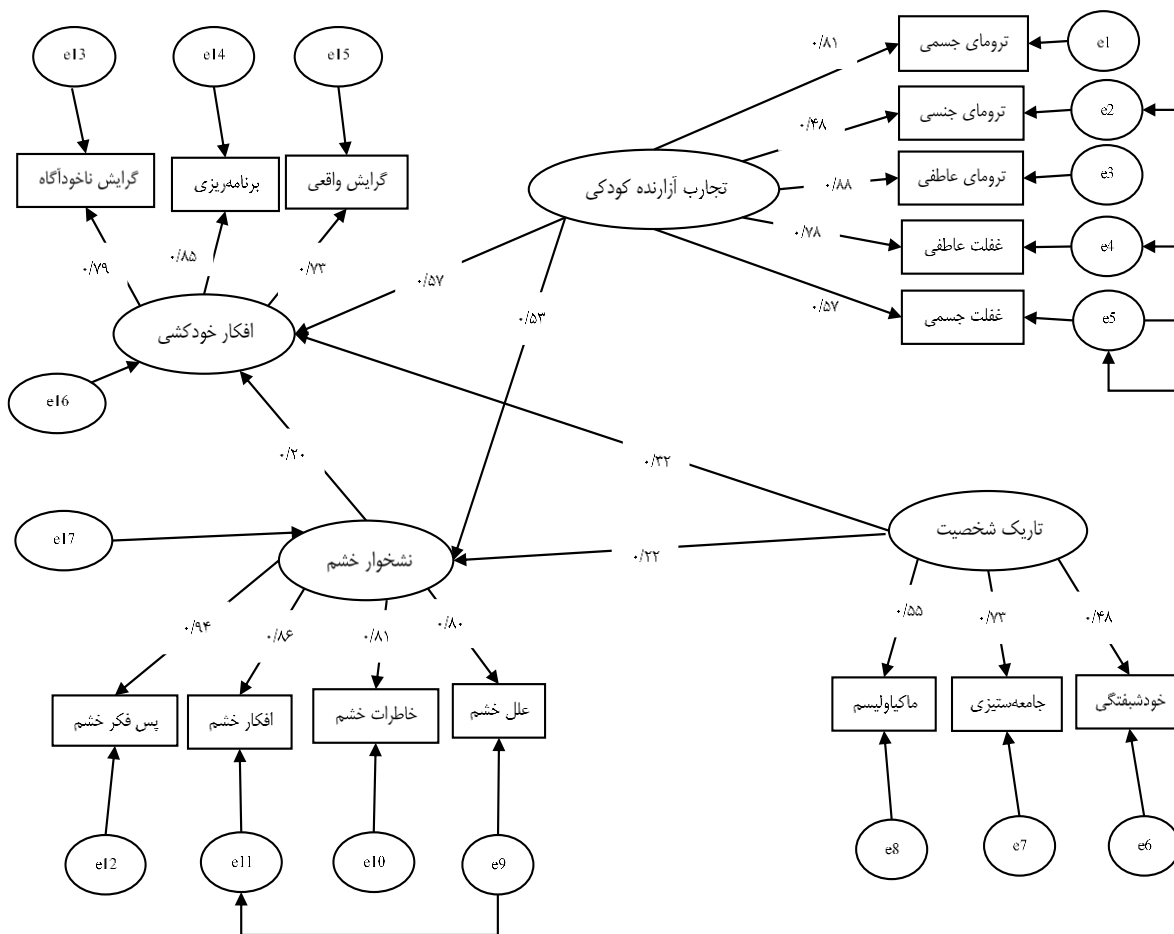 e13
e14
e15
۰/۸۱
ترومای جسمی
e1
۰/۴۸
ترومای جنسی
e2
گرایش ناخودآگاه
برنامه‌ریزی
گرایش واقعی
تجارب آزارنده کودکی
۰/۸۸
ترومای عاطفی
e3
۰/۷۸
غفلت عاطفی
e4
۰/۷۹
۰/۸۵
۰/۷۳
۰/۵۷
۰/۵۷
غفلت جسمی
e5
افکار خودکشی
۰/۵۳
e16
۰/۲۰
۰/۳۲
e17
نشخوار خشم
۰/۲۲
تاریک شخصیت
۰/۹۴
۰/۸۶
۰/۸۱
۰/۸۰
۰/۵۵
۰/۷۳
۰/۴۸
پس فکر خشم
افکار خشم
خاطرات خشم
علل خشم
ماکیاولیسم
جامعه‌ستیزی
خودشبفتگی
e12
e11
e10
e9
e8
e7
e6